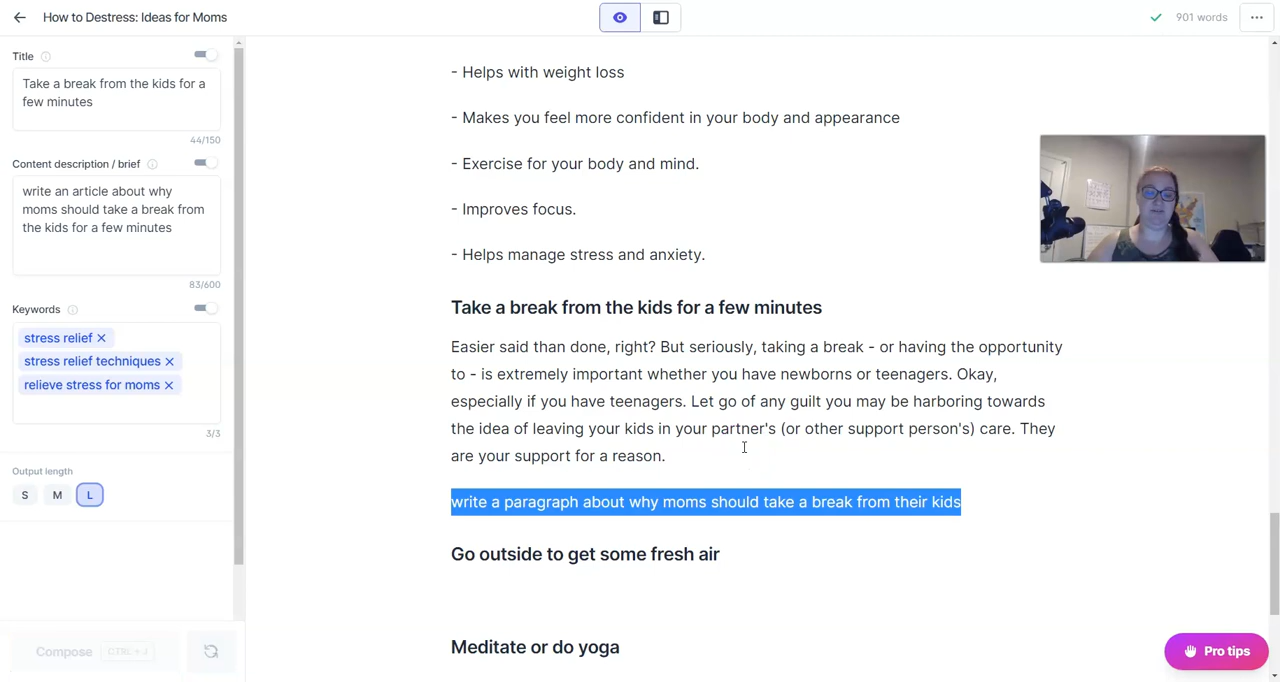 How to Destress: Ideas for Moms
901 words
Title
Take a break from the kids for a
few minutes
44/150
Content description / brief
write an article about why
moms should take a break from
the kids for a few minutes
83/600
Keywords
stress relief
stress relief techniques
relieve stress for moms
3/3
Output length
S M L
Compose CTRL + J
- Helps with weight loss
- Makes you feel more confident in your body and appearance
- Exercise for your body and mind.
- Improves focus.
- Helps manage stress and anxiety.
Take a break from the kids for a few minutes
Easier said than done, right? But seriously, taking a break - or having the opportunity
to - is extremely important whether you have newborns or teenagers. Okay,
especially if you have teenagers. Let go of any guilt you may be harboring towards
the idea of leaving your kids in your partner's (or other support person's) care. They
are your support for a reason.
write a paragraph about why moms should take a break from their kids
Go outside to get some fresh air
Meditate or do yoga
Pro tips